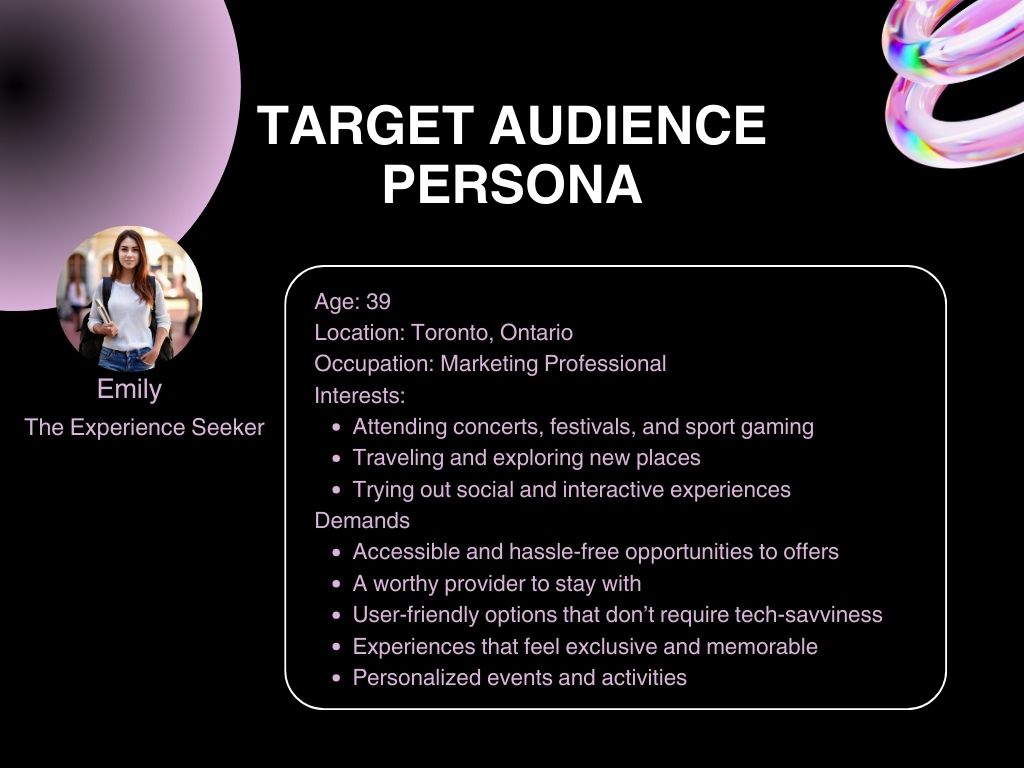 TARGET AUDIENCE
PERSONA
Emily
The Experience Seeker
Age: 39
Location: Toronto, Ontario
Occupation: Marketing Professional
Interests:
• Attending concerts, festivals, and sport gaming
• Traveling and exploring new places
• Trying out social and interactive experiences
Demands
• Accessible and hassle-free opportunities to offers
• A worthy provider to stay with
• User-friendly options that don’t require tech-savviness
• Experiences that feel exclusive and memorable
• Personalized events and activities